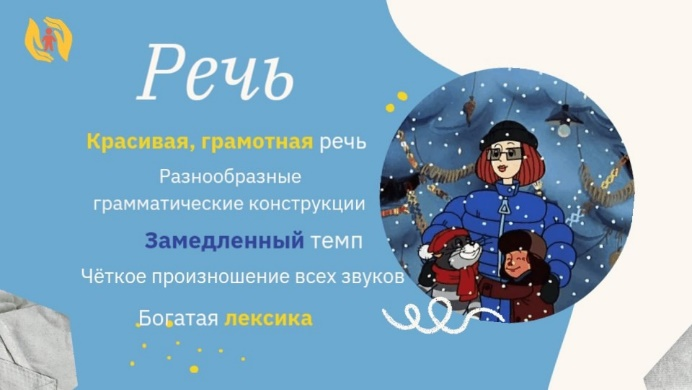 Речь
Красивая, грамотная речь
Разнообразные
грамматические конструкции
Замедленный темп
Чёткое произношение всех звуков
Богатая лексика